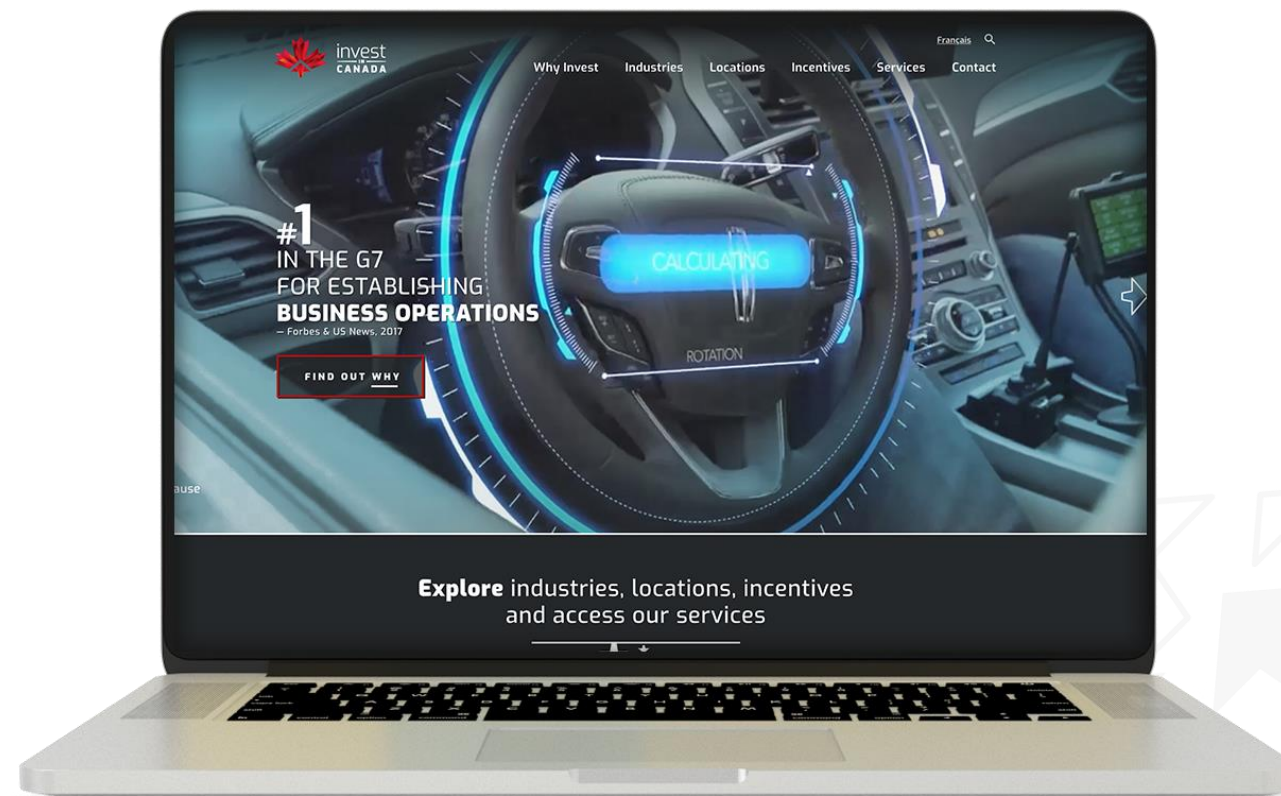 Français
invest
IN
CANADA
Why Invest Industries Locations Incentives Services Contact
#1
IN THE G7
FOR ESTABLISHING
BUSINESS OPERATIONS
– Forbes & US News, 2017
CALCULATING
ROTATION
FIND OUT WHY
ause
Explore industries, locations, incentives
and access our services